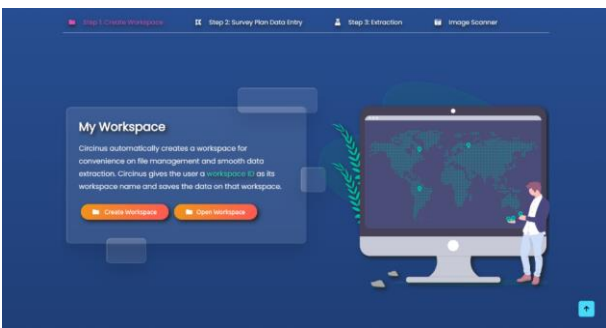 Step 1: Create Workspace
Step 2: Survey Plan Data Entry
Step 3: Extraction
Image Scanner
My Workspace
Circinus automatically creates a workspace for
convenience on file management and smooth data
extraction. Circinus gives the user a workspace ID as its
workspace name and saves the data on that workspace.
Create Workspace
Open Workspace